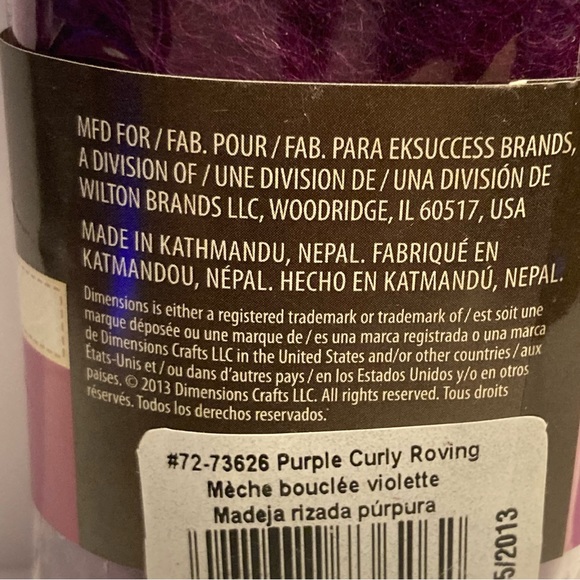 MFD FOR / FAB. POUR / FAB. PARA EKSUCCESS BRANDS,
A DIVISION OF / UNE DIVISION DE / UNA DIVISIÓN DE
WILTON BRANDS LLC, WOODRIDGE, IL 60517, USA
MADE IN KATHMANDU, NEPAL. FABRIQUÉ EN
KATMANDOU, NÉPAL. HECHO EN KATMANDÚ, NEPAL.
Dimensions is either a registered trademark or trademark of / est soit une
marque déposée ou une marque de / es una marca registrada o una marca
de Dimensions Crafts LLC in the United States and/or other countries / aux
États-Unis et / ou dans d'autres pays / en los Estados Unidos y/o en otros
países. © 2013 Dimensions Crafts LLC. All rights reserved. Tous droits
réservés. Todos los derechos reservados.
#72-73626 Purple Curly Roving
Mèche bouclée violette
Madeja rizada púrpura
5/2013